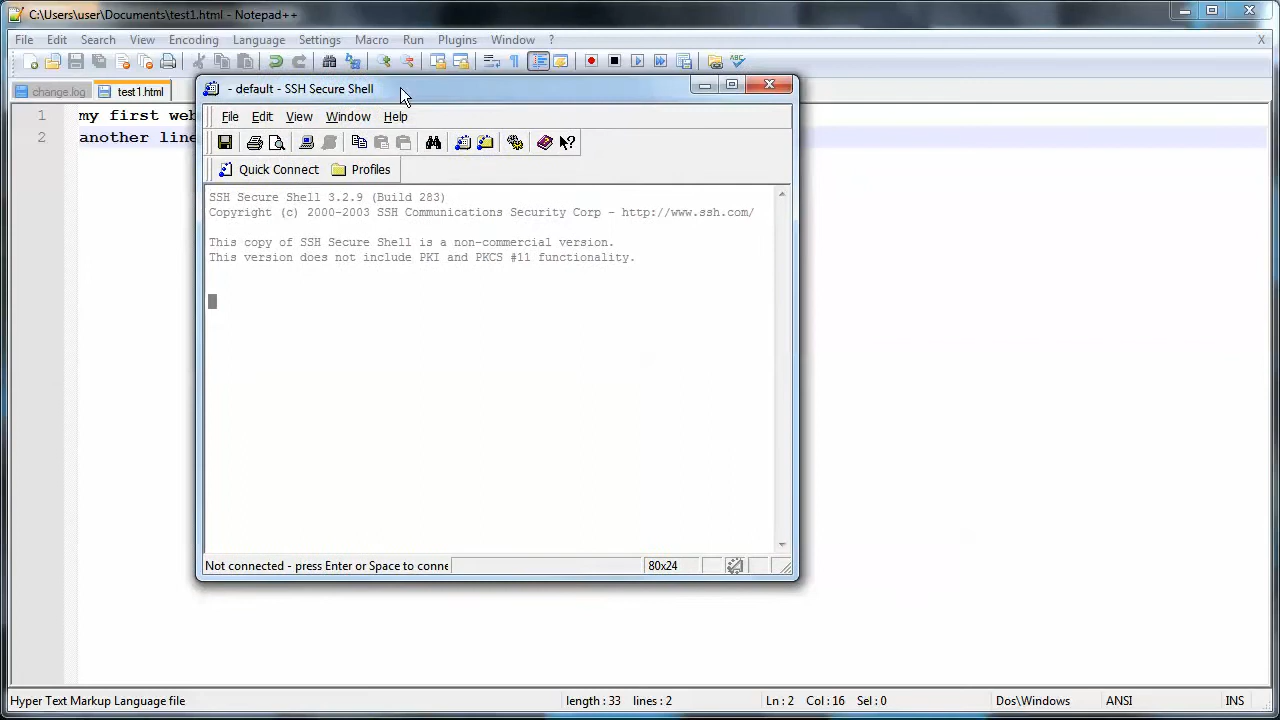 C:\Users\user\Documents\test1.html - Notepad++
File Edit Search View Encoding Language Settings Macro Run Plugins Window ? X
change.log test1.html
1 my first web
2 another line
- default - SSH Secure Shell
File Edit View Window Help
Quick Connect Profiles
SSH Secure Shell 3.2.9 (Build 283)
Copyright (c) 2000-2003 SSH Communications Security Corp - http://www.ssh.com/
This copy of SSH Secure Shell is a non-commercial version.
This version does not include PKI and PKCS #11 functionality.
Not connected - press Enter or Space to conne 80x24
Hyper Text Markup Language file length : 33 lines : 2 Ln : 2 Col : 16 Sel : 0 Dos\Windows ANSI INS